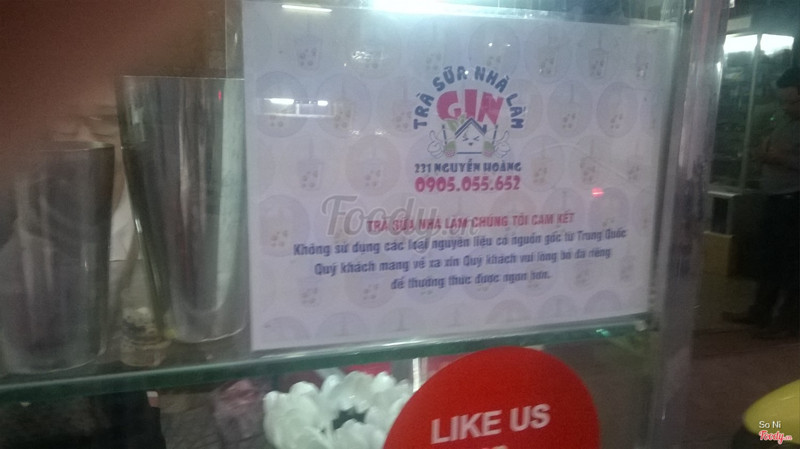 TRÀ SỮA NHÀ LÀM
GIN
231 NGUYỄN HOÀNG
0905.055.652
Foody.vn
TRÀ SỮA NHÀ LÀM CHÚNG TÔI CAM KẾT
Không sử dụng các loại nguyên liệu có nguồn gốc từ Trung Quốc
Quý khách mang về xa xin Quý khách vui lòng bỏ đá riêng
để thưởng thức được ngon hơn.
LIKE US
So Ni
Foody.vn